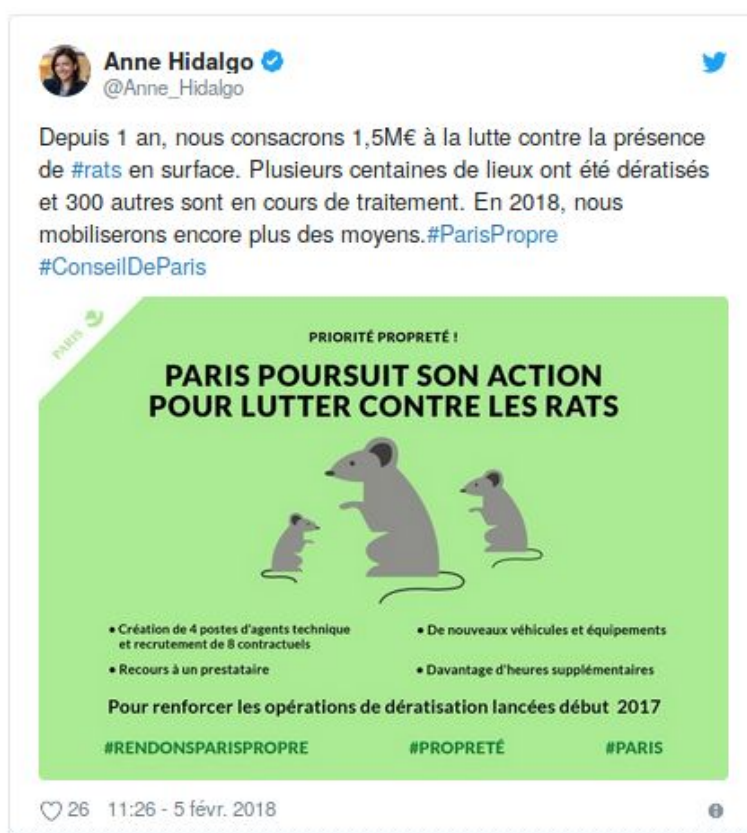 Anne Hidalgo
@Anne_Hidalgo
Depuis 1 an, nous consacrons 1,5M€ à la lutte contre la présence
de #rats en surface. Plusieurs centaines de lieux ont été dératisés
et 300 autres sont en cours de traitement. En 2018, nous
mobiliserons encore plus des moyens.#ParisPropre
#ConseilDeParis
PARIS
PRIORITÉ PROPRETÉ !
PARIS POURSUIT SON ACTION
POUR LUTTER CONTRE LES RATS
• Création de 4 postes d'agents technique
et recrutement de 8 contractuels
• Recours à un prestataire
• De nouveaux véhicules et équipements
• Davantage d'heures supplémentaires
Pour renforcer les opérations de dératisation lancées début 2017
#RENDONSPARISPROPRE #PROPRETÉ #PARIS
26 11:26 - 5 févr. 2018